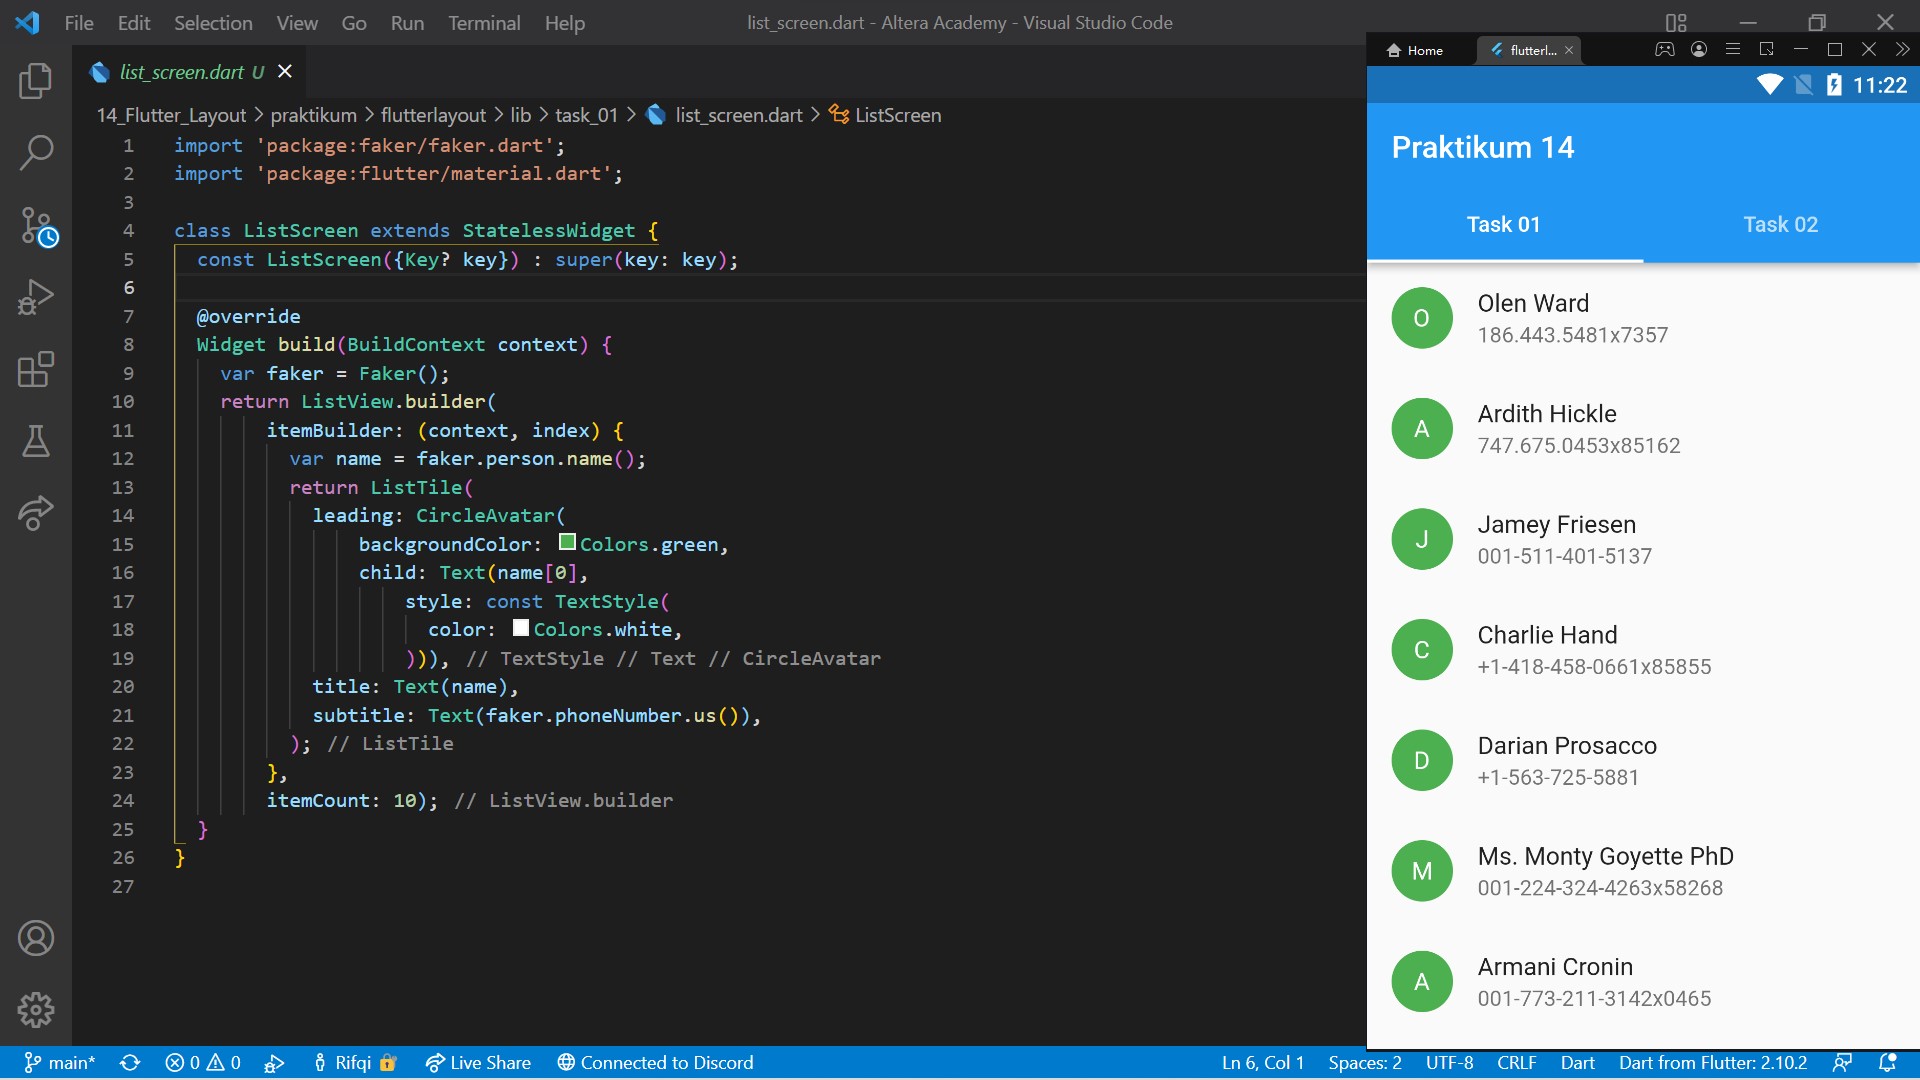 File Edit Selection View Go Run Terminal Help
list_screen.dart - Altera Academy - Visual Studio Code
list_screen.dart U
14_Flutter_Layout > praktikum > flutterlayout > lib > task_01 > list_screen.dart > ListScreen
1 import 'package:faker/faker.dart';
2 import 'package:flutter/material.dart';
3
4 class ListScreen extends StatelessWidget {
5 const ListScreen({Key? key}) : super(key: key);
6
7 @override
8 Widget build(BuildContext context) {
9 var faker = Faker();
10 return ListView.builder(
11 itemBuilder: (context, index) {
12 var name = faker.person.name();
13 return ListTile(
14 leading: CircleAvatar(
15 backgroundColor: Colors.green,
16 child: Text(name[0],
17 style: const TextStyle(
18 color: Colors.white,
19 ))), // TextStyle // Text // CircleAvatar
20 title: Text(name),
21 subtitle: Text(faker.phoneNumber.us()),
22 ); // ListTile
23 },
24 itemCount: 10); // ListView.builder
25 }
26 }
27
Home
flutterl...
11:22
Praktikum 14
Task 01 Task 02
O
Olen Ward
186.443.5481x7357
A
Ardith Hickle
747.675.0453x85162
J
Jamey Friesen
001-511-401-5137
C
Charlie Hand
+1-418-458-0661x85855
D
Darian Prosacco
+1-563-725-5881
M
Ms. Monty Goyette PhD
001-224-324-4263x58268
A
Armani Cronin
001-773-211-3142x0465
main* 0 0 Rifqi Live Share Connected to Discord
Ln 6, Col 1 Spaces: 2 UTF-8 CRLF Dart Dart from Flutter: 2.10.2